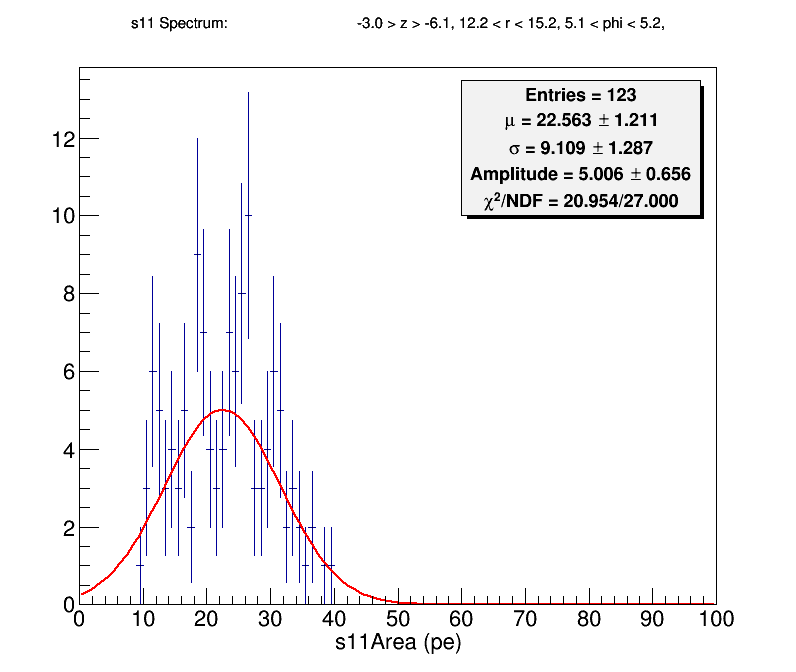 s11 Spectrum: -3.0 > z > -6.1, 12.2 < r < 15.2, 5.1 < phi < 5.2,
Entries = 123
μ = 22.563 ± 1.211
σ = 9.109 ± 1.287
Amplitude = 5.006 ± 0.656
χ²/NDF = 20.954/27.000
12
10
8
6
4
2
0
0 10 20 30 40 50 60 70 80 90 100
s11Area (pe)